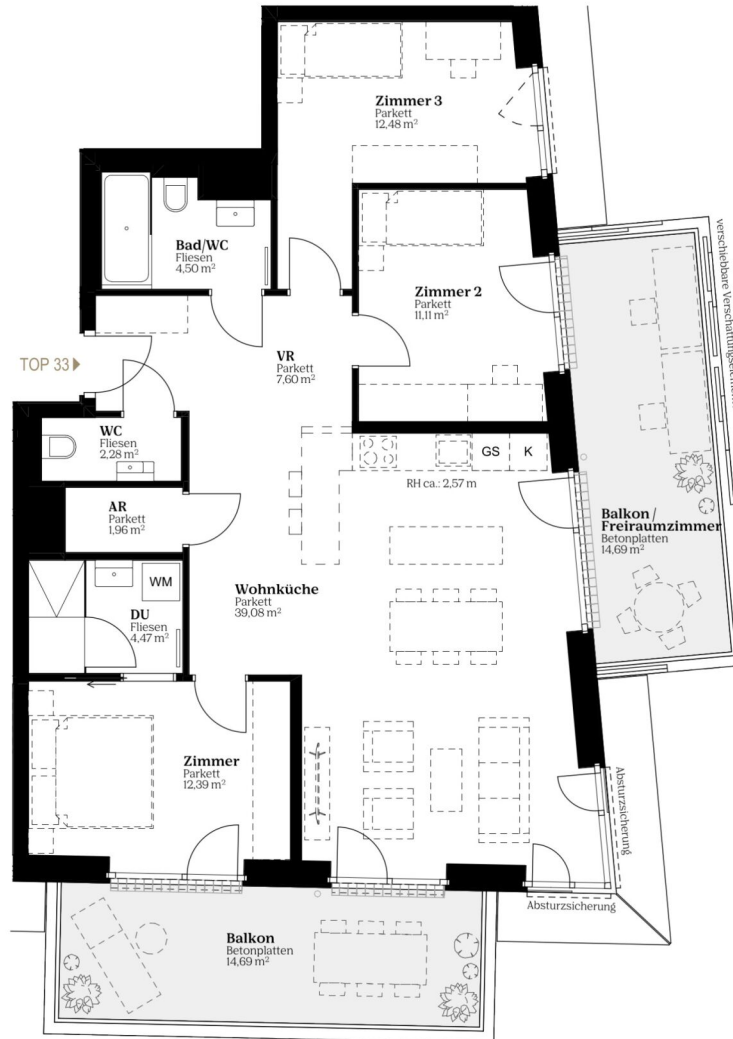 Zimmer 3
Parkett
12,48 m²
Bad/WC
Fliesen
4,50 m²
Zimmer 2
Parkett
11,11 m²
verschiebbare Verschattungselemen
TOP 33
VR
Parkett
7,60 m²
WC
Fliesen
2,28 m²
GS
K
RH ca.: 2,57 m
AR
Parkett
1,96 m²
Balkon /
Freiraumzimmer
Betonplatten
14,69 m²
WM
DU
Fliesen
4,47 m²
Wohnküche
Parkett
39,08 m²
Zimmer
Parkett
12,39 m²
Absturzsicherung
Absturzsicherung
Balkon
Betonplatten
14,69 m²